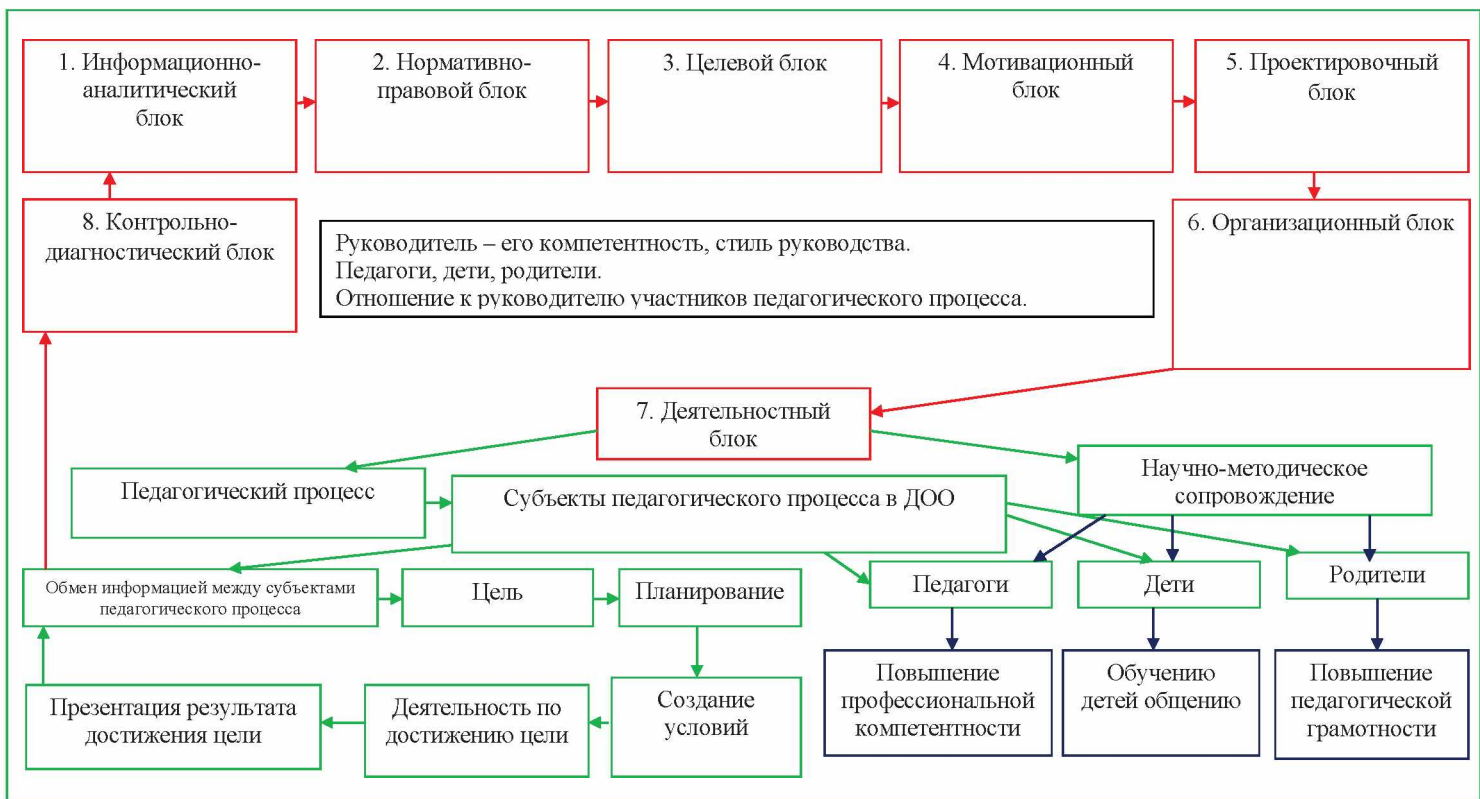 1. Информационно-
аналитический
блок
2. Нормативно-
правовой блок
3. Целевой блок
4. Мотивационный
блок
5. Проектировочный
блок
8. Контрольно-
диагностический блок
Руководитель – его компетентность, стиль руководства.
Педагоги, дети, родители.
Отношение к руководителю участников педагогического процесса.
6. Организационный блок
7. Деятельностный
блок
Педагогический процесс
Субъекты педагогического процесса в ДОО
Научно-методическое
сопровождение
Обмен информацией между субъектами
педагогического процесса
Цель
Планирование
Педагоги
Дети
Родители
Презентация результата
достижения цели
Деятельность по
достижению цели
Создание
условий
Повышение
профессиональной
компетентности
Обучению
детей общению
Повышение
педагогической
грамотности